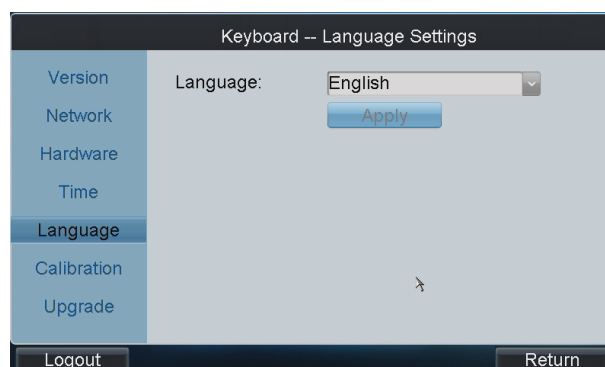 Keyboard -- Language Settings
Version
Network
Hardware
Time
Language
Calibration
Upgrade
Language: English
Apply
Logout Return